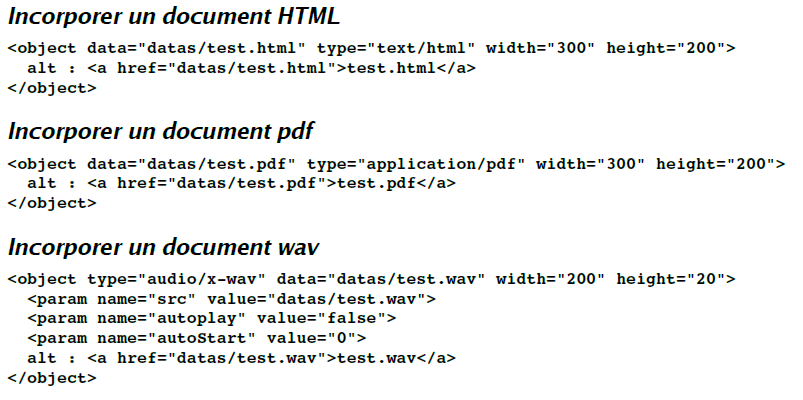 Incorporer un document HTML
<object data="datas/test.html" type="text/html" width="300" height="200">
  alt : <a href="datas/test.html">test.html</a>
</object>
Incorporer un document pdf
<object data="datas/test.pdf" type="application/pdf" width="300" height="200">
  alt : <a href="datas/test.pdf">test.pdf</a>
</object>
Incorporer un document wav
<object type="audio/x-wav" data="datas/test.wav" width="200" height="20">
  <param name="src" value="datas/test.wav">
  <param name="autoplay" value="false">
  <param name="autoStart" value="0">
  alt : <a href="datas/test.wav">test.wav</a>
</object>